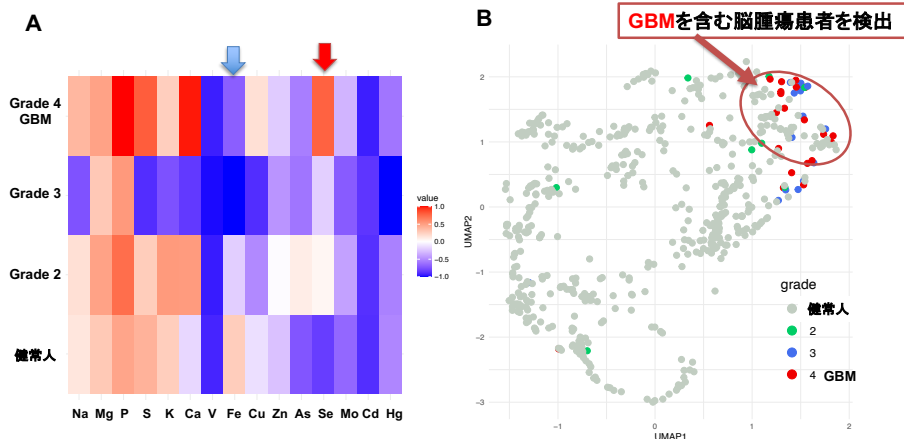 A
B
GBMを含む脳腫瘍患者を検出
Grade 4
GBM
Grade 3
Grade 2
健常人
value
1.0
0.5
0.0
−0.5
−1.0
Na Mg P S K Ca V Fe Cu Zn As Se Mo Cd Hg
UMAP2
2
1
0
−1
−2
−3
grade
健常人
2
3
4 GBM
−1 0 1 2
UMAP1